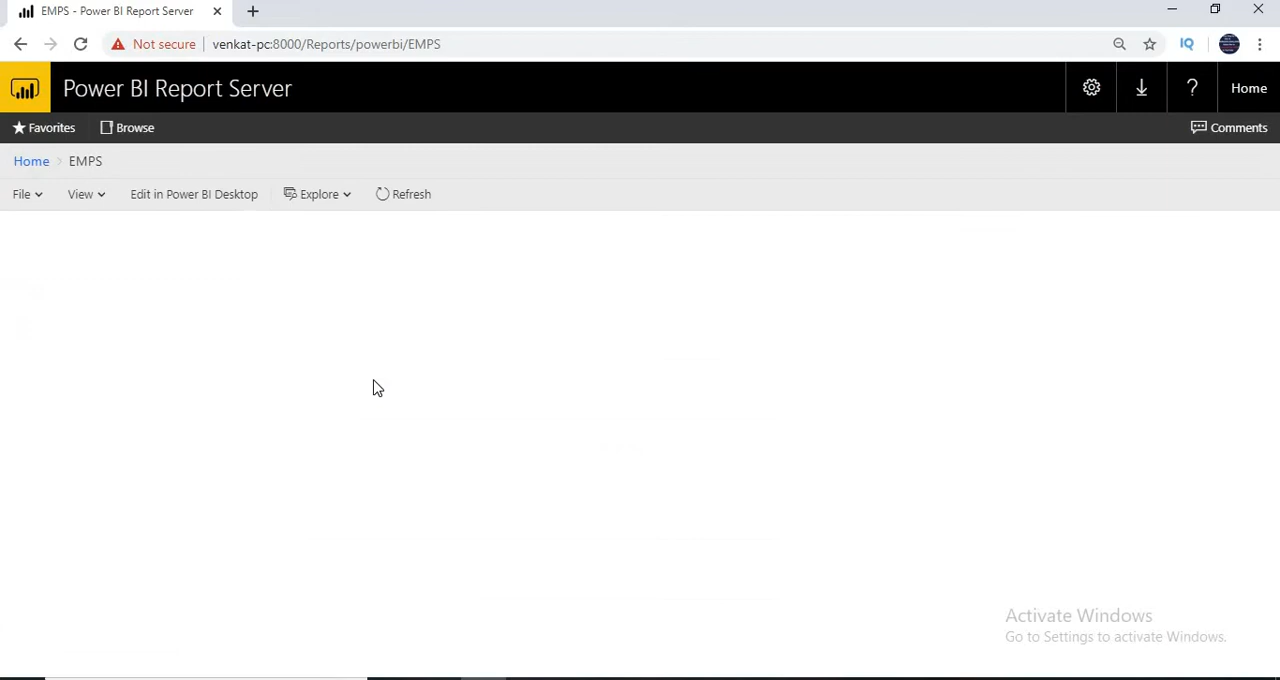 EMPS - Power BI Report Server
Not secure venkat-pc:8000/Reports/powerbi/EMPS
IQ
Power BI Report Server
? Home
Favorites Browse Comments
Home > EMPS
File View Edit in Power BI Desktop Explore Refresh
Activate Windows
Go to Settings to activate Windows.